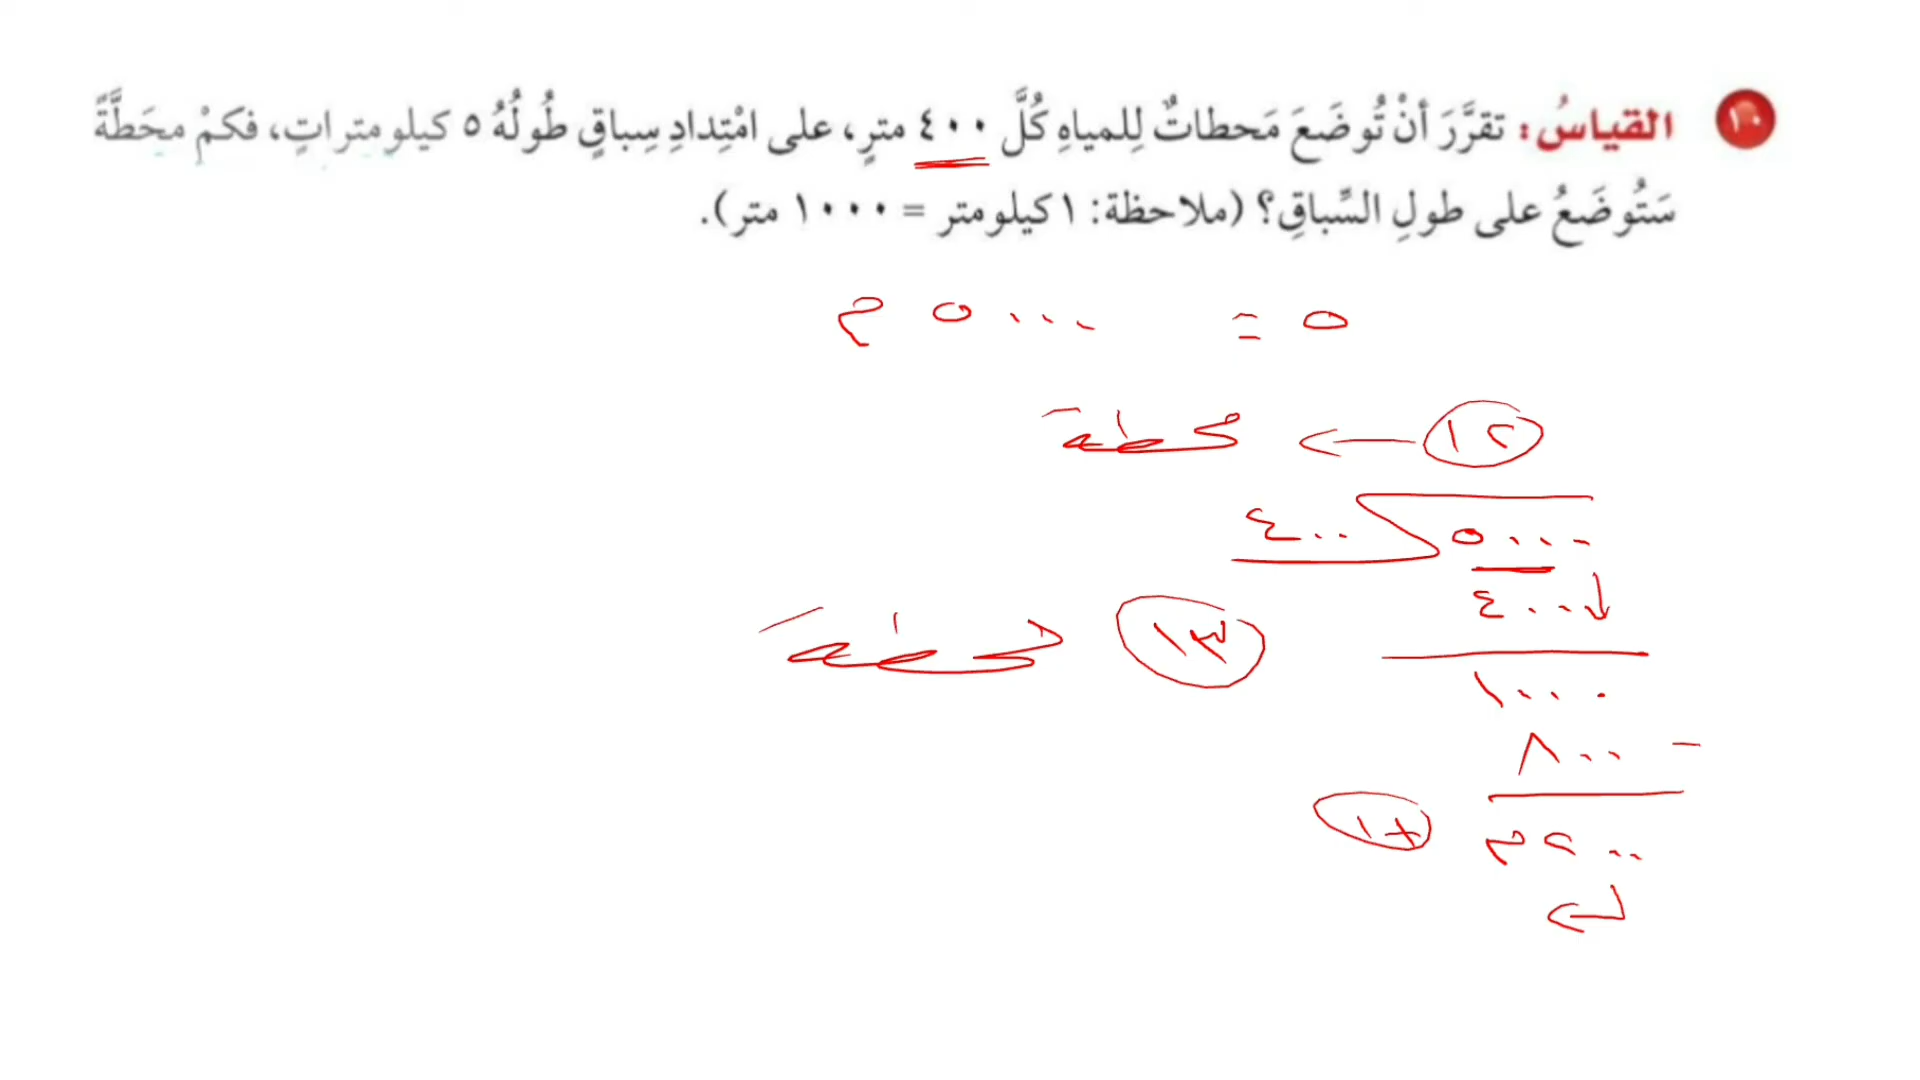 ١٠ القياسُ: تقرَّرَ أنْ تُوضَعَ مَحطاتٌ لِلمياهِ كُلَّ ٤٠٠ مترٍ، على امْتِدادِ سِباقٍ طُولُهُ ٥ كيلومتراتٍ، فكمْ محَطَّةً
سَتُوضَعُ على طولِ السِّباقِ؟ (ملاحظة: ١ كيلومتر = ١٠٠٠ متر).
٥ = ٥٠٠٠ م
١٢ ← محطة
٤٠٠ ٥٠٠٠
٤٠٠
١٣ محطة
١٠٠٠
- ٨٠٠
٢٠٠ م